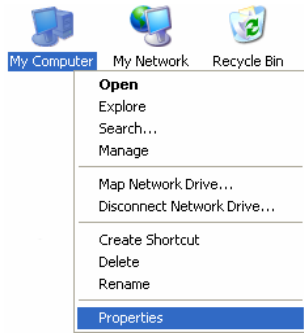 My Computer My Network Recycle Bin
Open
Explore
Search...
Manage
Map Network Drive...
Disconnect Network Drive...
Create Shortcut
Delete
Rename
Properties